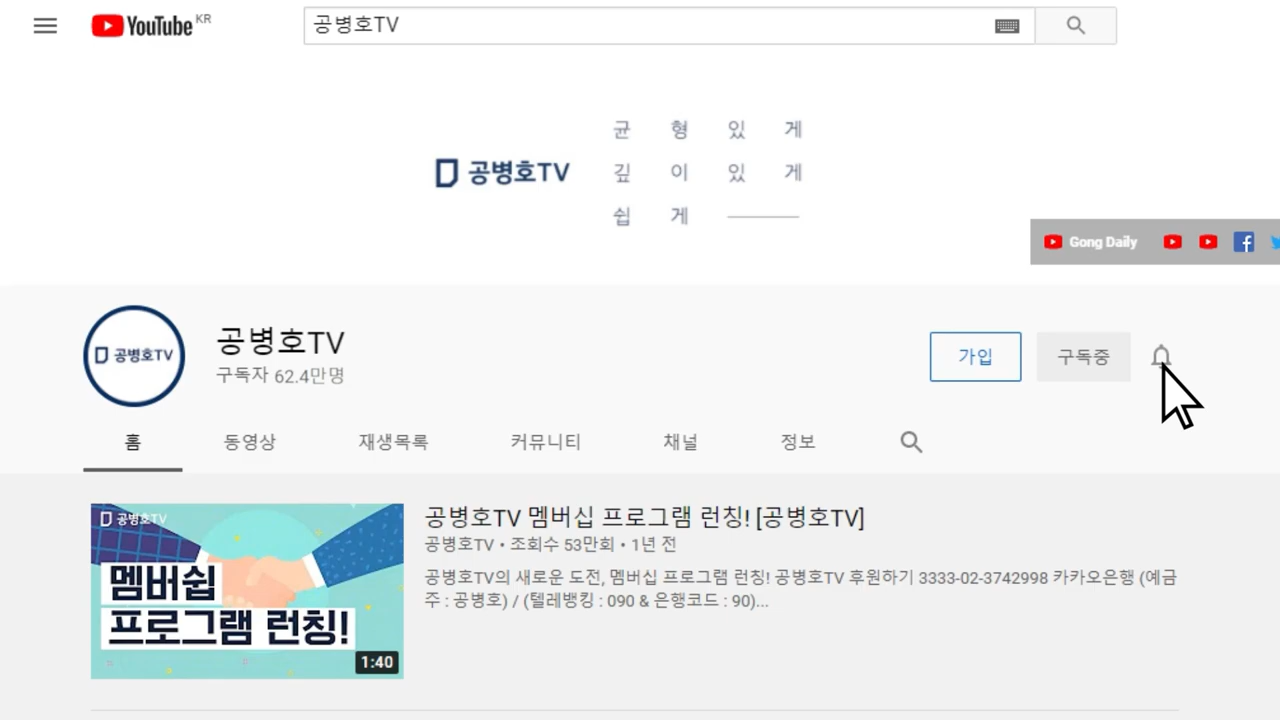 YouTube KR
공병호TV
공병호TV
균 형 있 게
깊 이 있 게
쉽 게
Gong Daily
공병호TV
공병호TV
구독자 62.4만명
가입
구독중
홈
동영상
재생목록
커뮤니티
채널
정보
공병호TV
멤버쉽
프로그램 런칭!
1:40
공병호TV 멤버십 프로그램 런칭! [공병호TV]
공병호TV • 조회수 53만회 • 1년 전
공병호TV의 새로운 도전, 멤버십 프로그램 런칭! 공병호TV 후원하기 3333-02-3742998 카카오은행 (예금
주 : 공병호) / (텔레뱅킹 : 090 & 은행코드 : 90)...